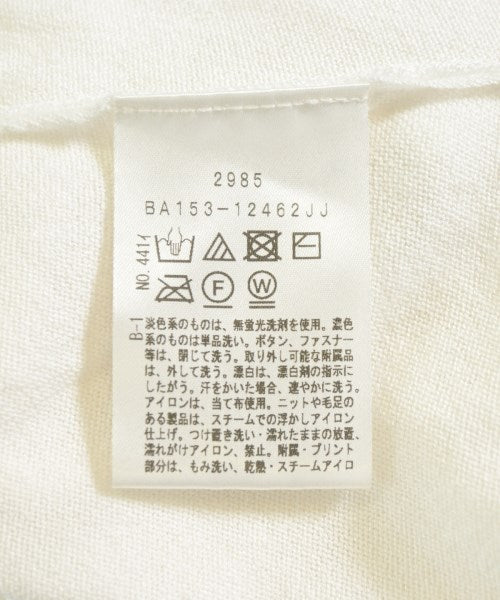 2985
BA153-12462JJ
NO.441イ
F
W
B-1
淡色系のものは、無蛍光洗剤を使用。濃色
系のものは単品洗い。ボタン、ファスナー
等は、閉じて洗う。取り外し可能な附属品
は、外して洗う。漂白は、漂白剤の指示に
したがう。汗をかいた場合、速やかに洗う。
アイロンは、当て布使用。ニットや毛足の
ある製品は、スチームでの浮かしアイロン
仕上げ。つけ置き洗い・濡れたままの放置、
濡れがけアイロン、禁止。附属・プリント
部分は、もみ洗い、乾熱・スチームアイロ